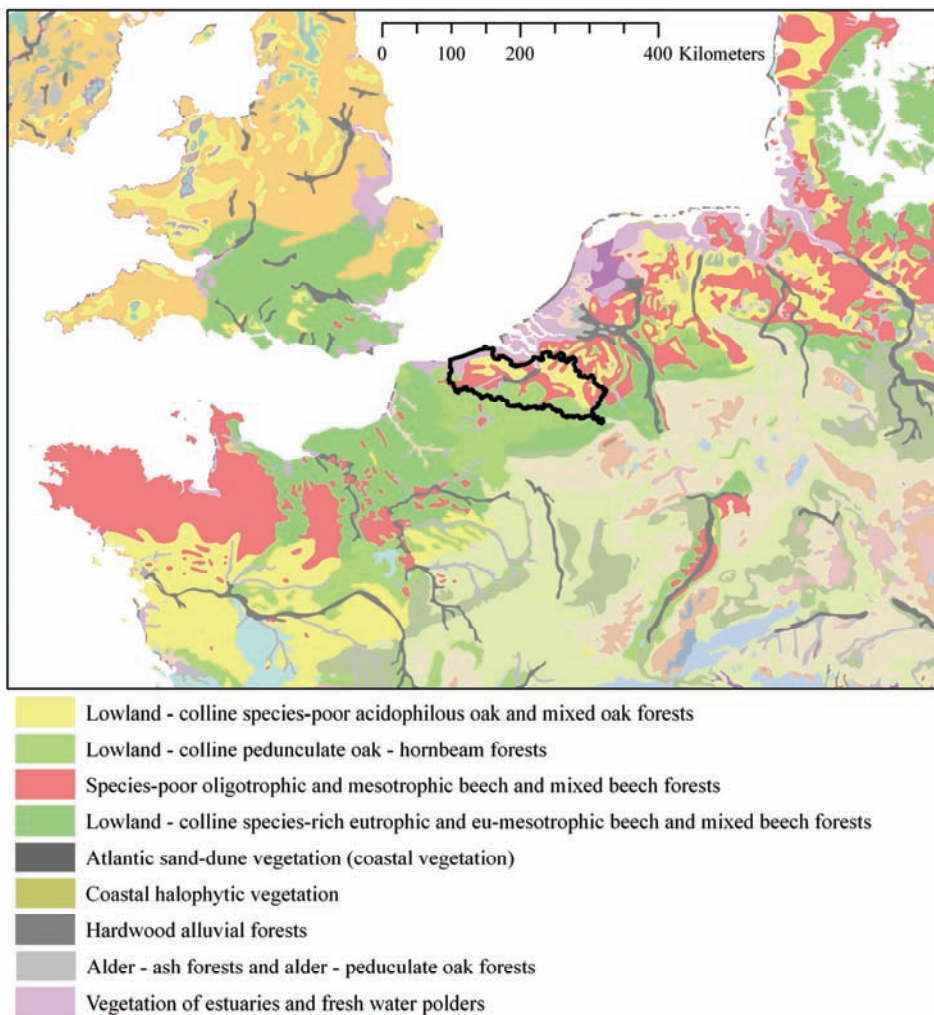 0 100 200 400 Kilometers
Lowland - colline species-poor acidophilous oak and mixed oak forests
Lowland - colline pedunculate oak - hornbeam forests
Species-poor oligotrophic and mesotrophic beech and mixed beech forests
Lowland - colline species-rich eutrophic and eu-mesotrophic beech and mixed beech forests
Atlantic sand-dune vegetation (coastal vegetation)
Coastal halophytic vegetation
Hardwood alluvial forests
Alder - ash forests and alder - peduculate oak forests
Vegetation of estuaries and fresh water polders